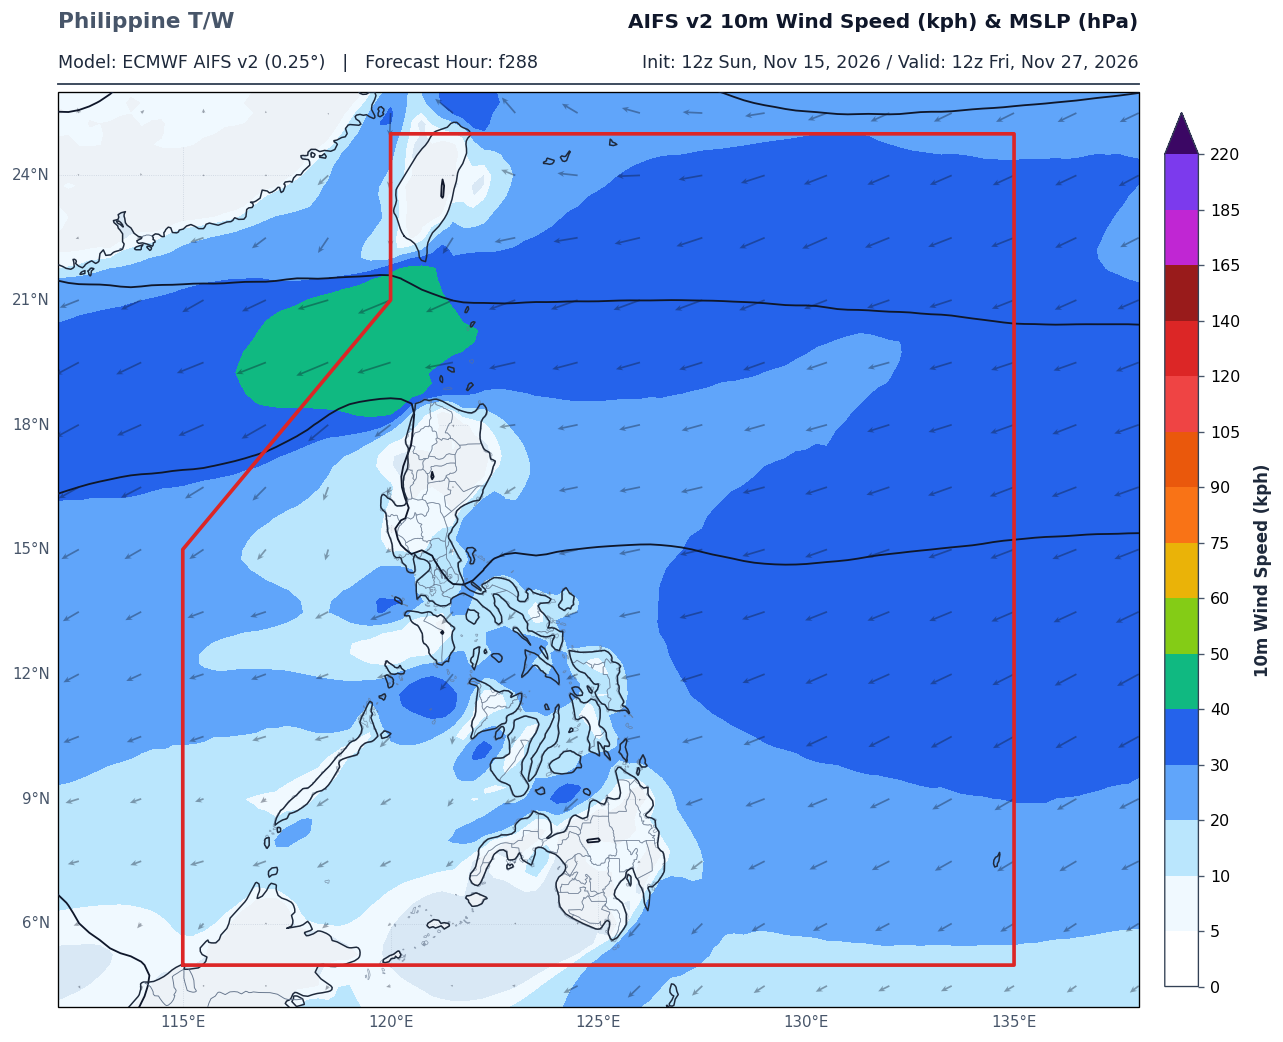 Philippine T/W
AIFS v2 10m Wind Speed (kph) & MSLP (hPa)
Model: ECMWF AIFS v2 (0.25°) | Forecast Hour: f288
Init: 12z Sun, Nov 15, 2026 / Valid: 12z Fri, Nov 27, 2026
24°N
21°N
18°N
15°N
12°N
9°N
6°N
115°E
120°E
125°E
130°E
135°E
220
185
165
140
120
105
90
75
60
50
40
30
20
10
5
0
10m Wind Speed (kph)